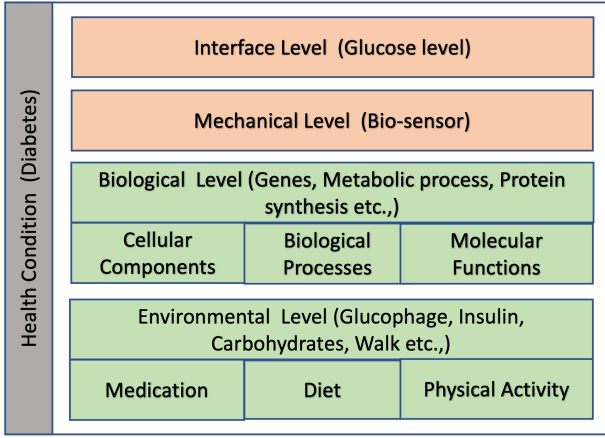 Health Condition (Diabetes)
Interface Level (Glucose level)
Mechanical Level (Bio-sensor)
Biological Level (Genes, Metabolic process, Protein
synthesis etc.,)
Cellular
Components
Biological
Processes
Molecular
Functions
Environmental Level (Glucophage, Insulin,
Carbohydrates, Walk etc.,)
Medication
Diet
Physical Activity